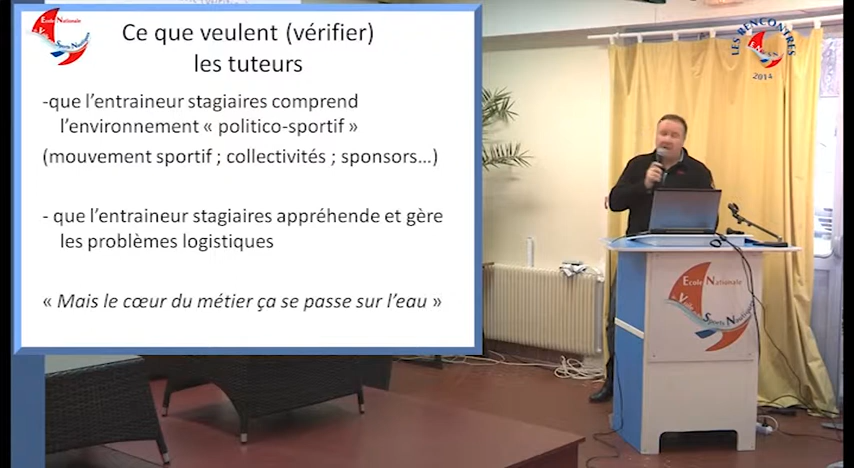 Ecole Nationale
Voile
Sports Nautiques
Ce que veulent (vérifier)
les tuteurs
-que l'entraineur stagiaires comprend
l'environnement « politico-sportif »
(mouvement sportif ; collectivités ; sponsors...)
- que l'entraineur stagiaires appréhende et gère
les problèmes logistiques
« Mais le cœur du métier ça se passe sur l'eau »
LES RENCONTRES
ENVSN
2014
Ecole Nationale
de Voile
Sports Nautiques